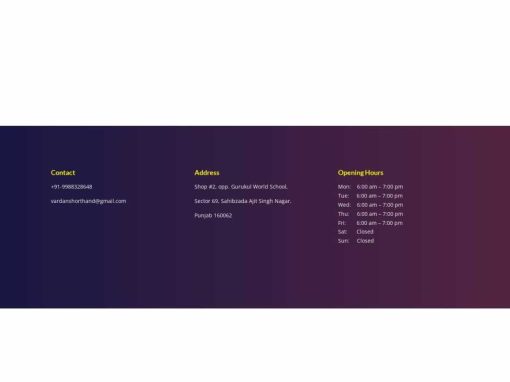 Contact
+91-9988328648
vardanshorthand@gmail.com
Address
Shop #2, opp. Gurukul World School,
Sector 69, Sahibzada Ajit Singh Nagar,
Punjab 160062
Opening Hours
Mon: 6:00 am – 7:00 pm
Tue: 6:00 am – 7:00 pm
Wed: 6:00 am – 7:00 pm
Thu: 6:00 am – 7:00 pm
Fri: 6:00 am – 7:00 pm
Sat: Closed
Sun: Closed